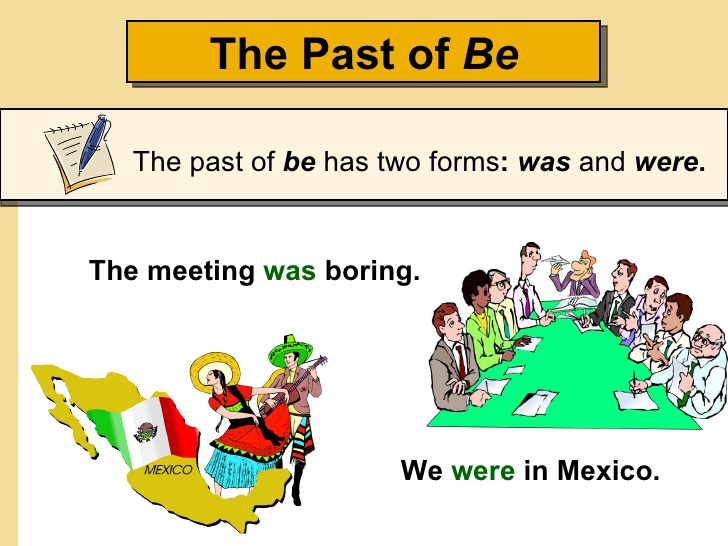 The Past of Be
The past of be has two forms: was and were.
The meeting was boring.
MEXICO
We were in Mexico.